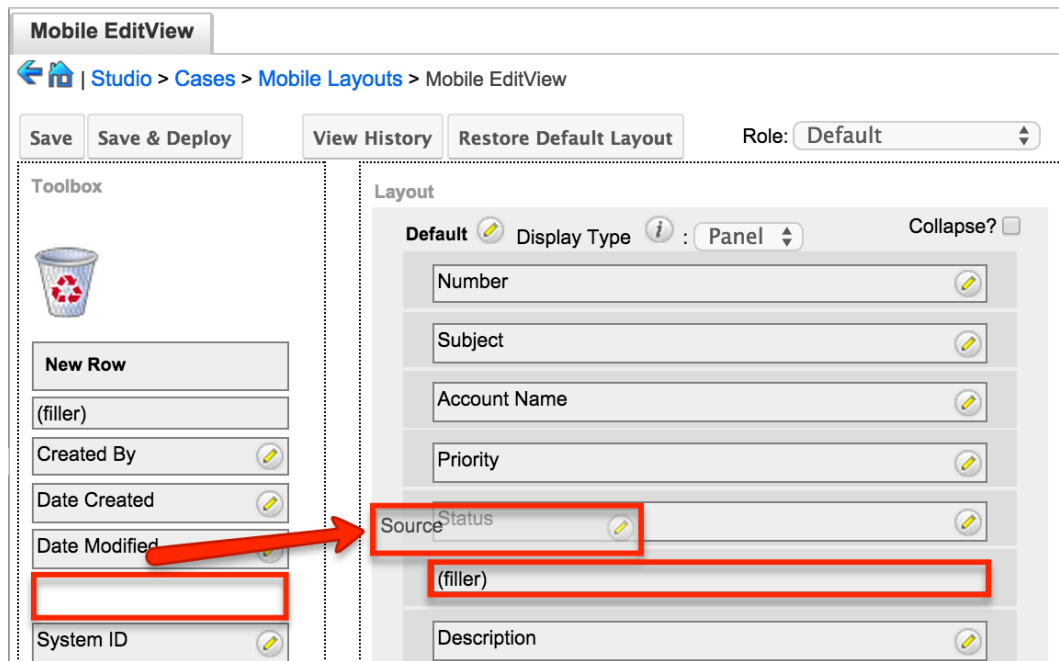 Mobile EditView
| Studio > Cases > Mobile Layouts > Mobile EditView
Save Save & Deploy View History Restore Default Layout Role: Default
Toolbox
New Row
(filler)
Created By
Date Created
Date Modified
System ID
Layout
Default Display Type i : Panel Collapse?
Number
Subject
Account Name
Priority
Source Status
(filler)
Description